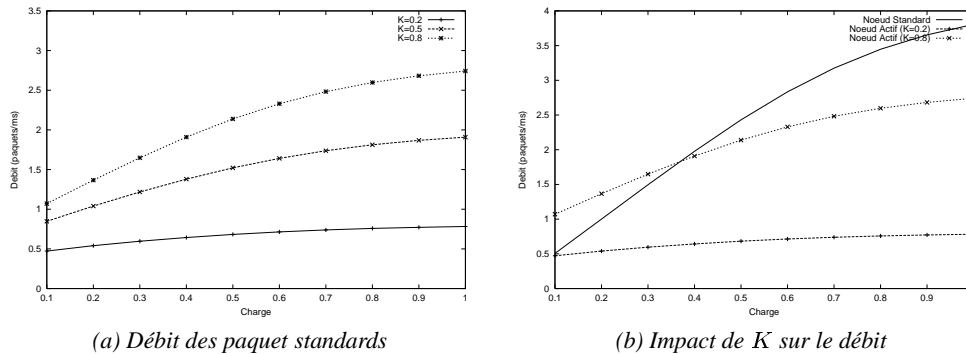 3.5
3
2.5
2
1.5
1
0.5
0
0.1 0.2 0.3 0.4 0.5 0.6 0.7 0.8 0.9 1
Debit (paquets/ms)
Charge
K=0.2
K=0.5
K=0.8
(a) Débit des paquet standards
4
3.5
3
2.5
2
1.5
1
0.5
0
0.1 0.2 0.3 0.4 0.5 0.6 0.7 0.8 0.9
Debit (paquets/ms)
Charge
Noeud Standard
Noeud Actif (K=0.2)
Noeud Actif (K=0.8)
(b) Impact de K sur le débit